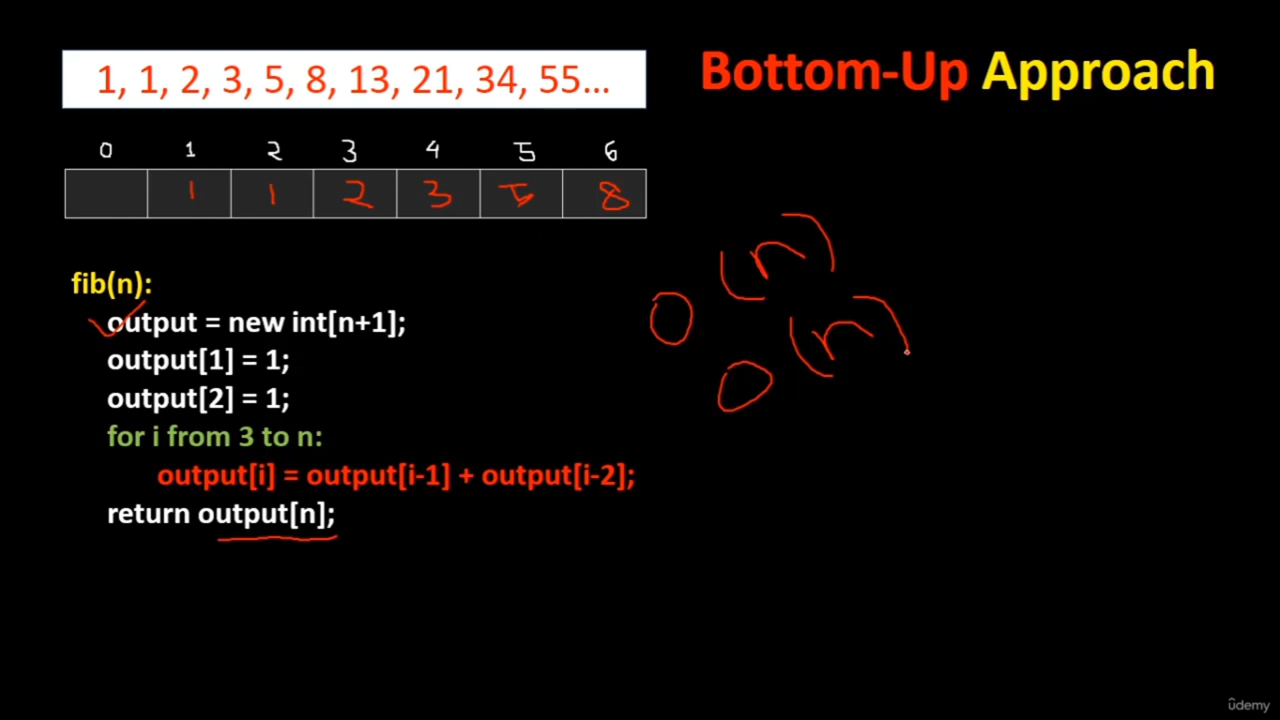 Bottom-Up Approach
1, 1, 2, 3, 5, 8, 13, 21, 34, 55...
0 1 2 3 4 5 6
1 1 2 3 5 8
fib(n):
output = new int[n+1];
output[1] = 1;
output[2] = 1;
for i from 3 to n:
output[i] = output[i-1] + output[i-2];
return output[n];
O(n)
O(n)
ûdemy